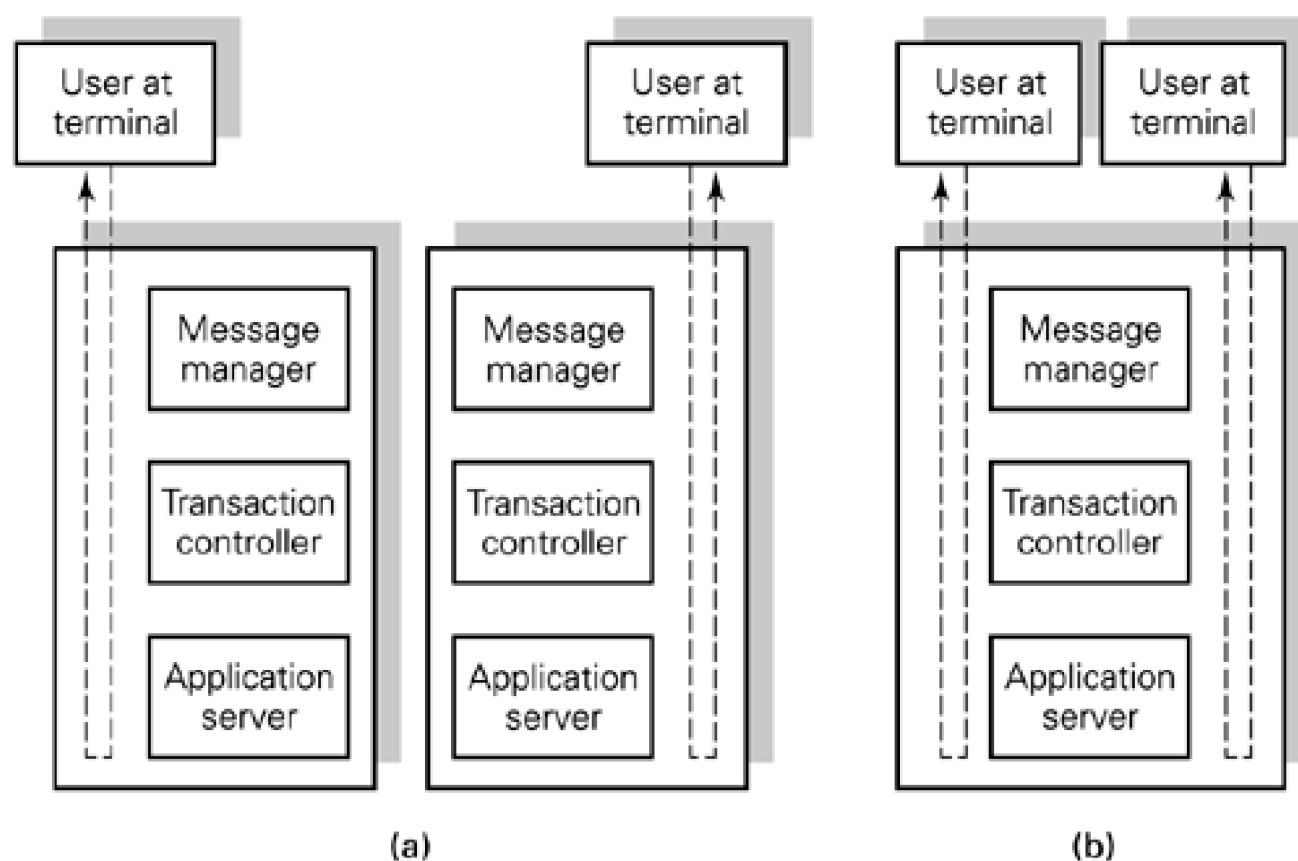 User at
terminal
User at
terminal
User at
terminal
User at
terminal
Message
manager
Message
manager
Message
manager
Transaction
controller
Transaction
controller
Transaction
controller
Application
server
Application
server
Application
server
(a)
(b)